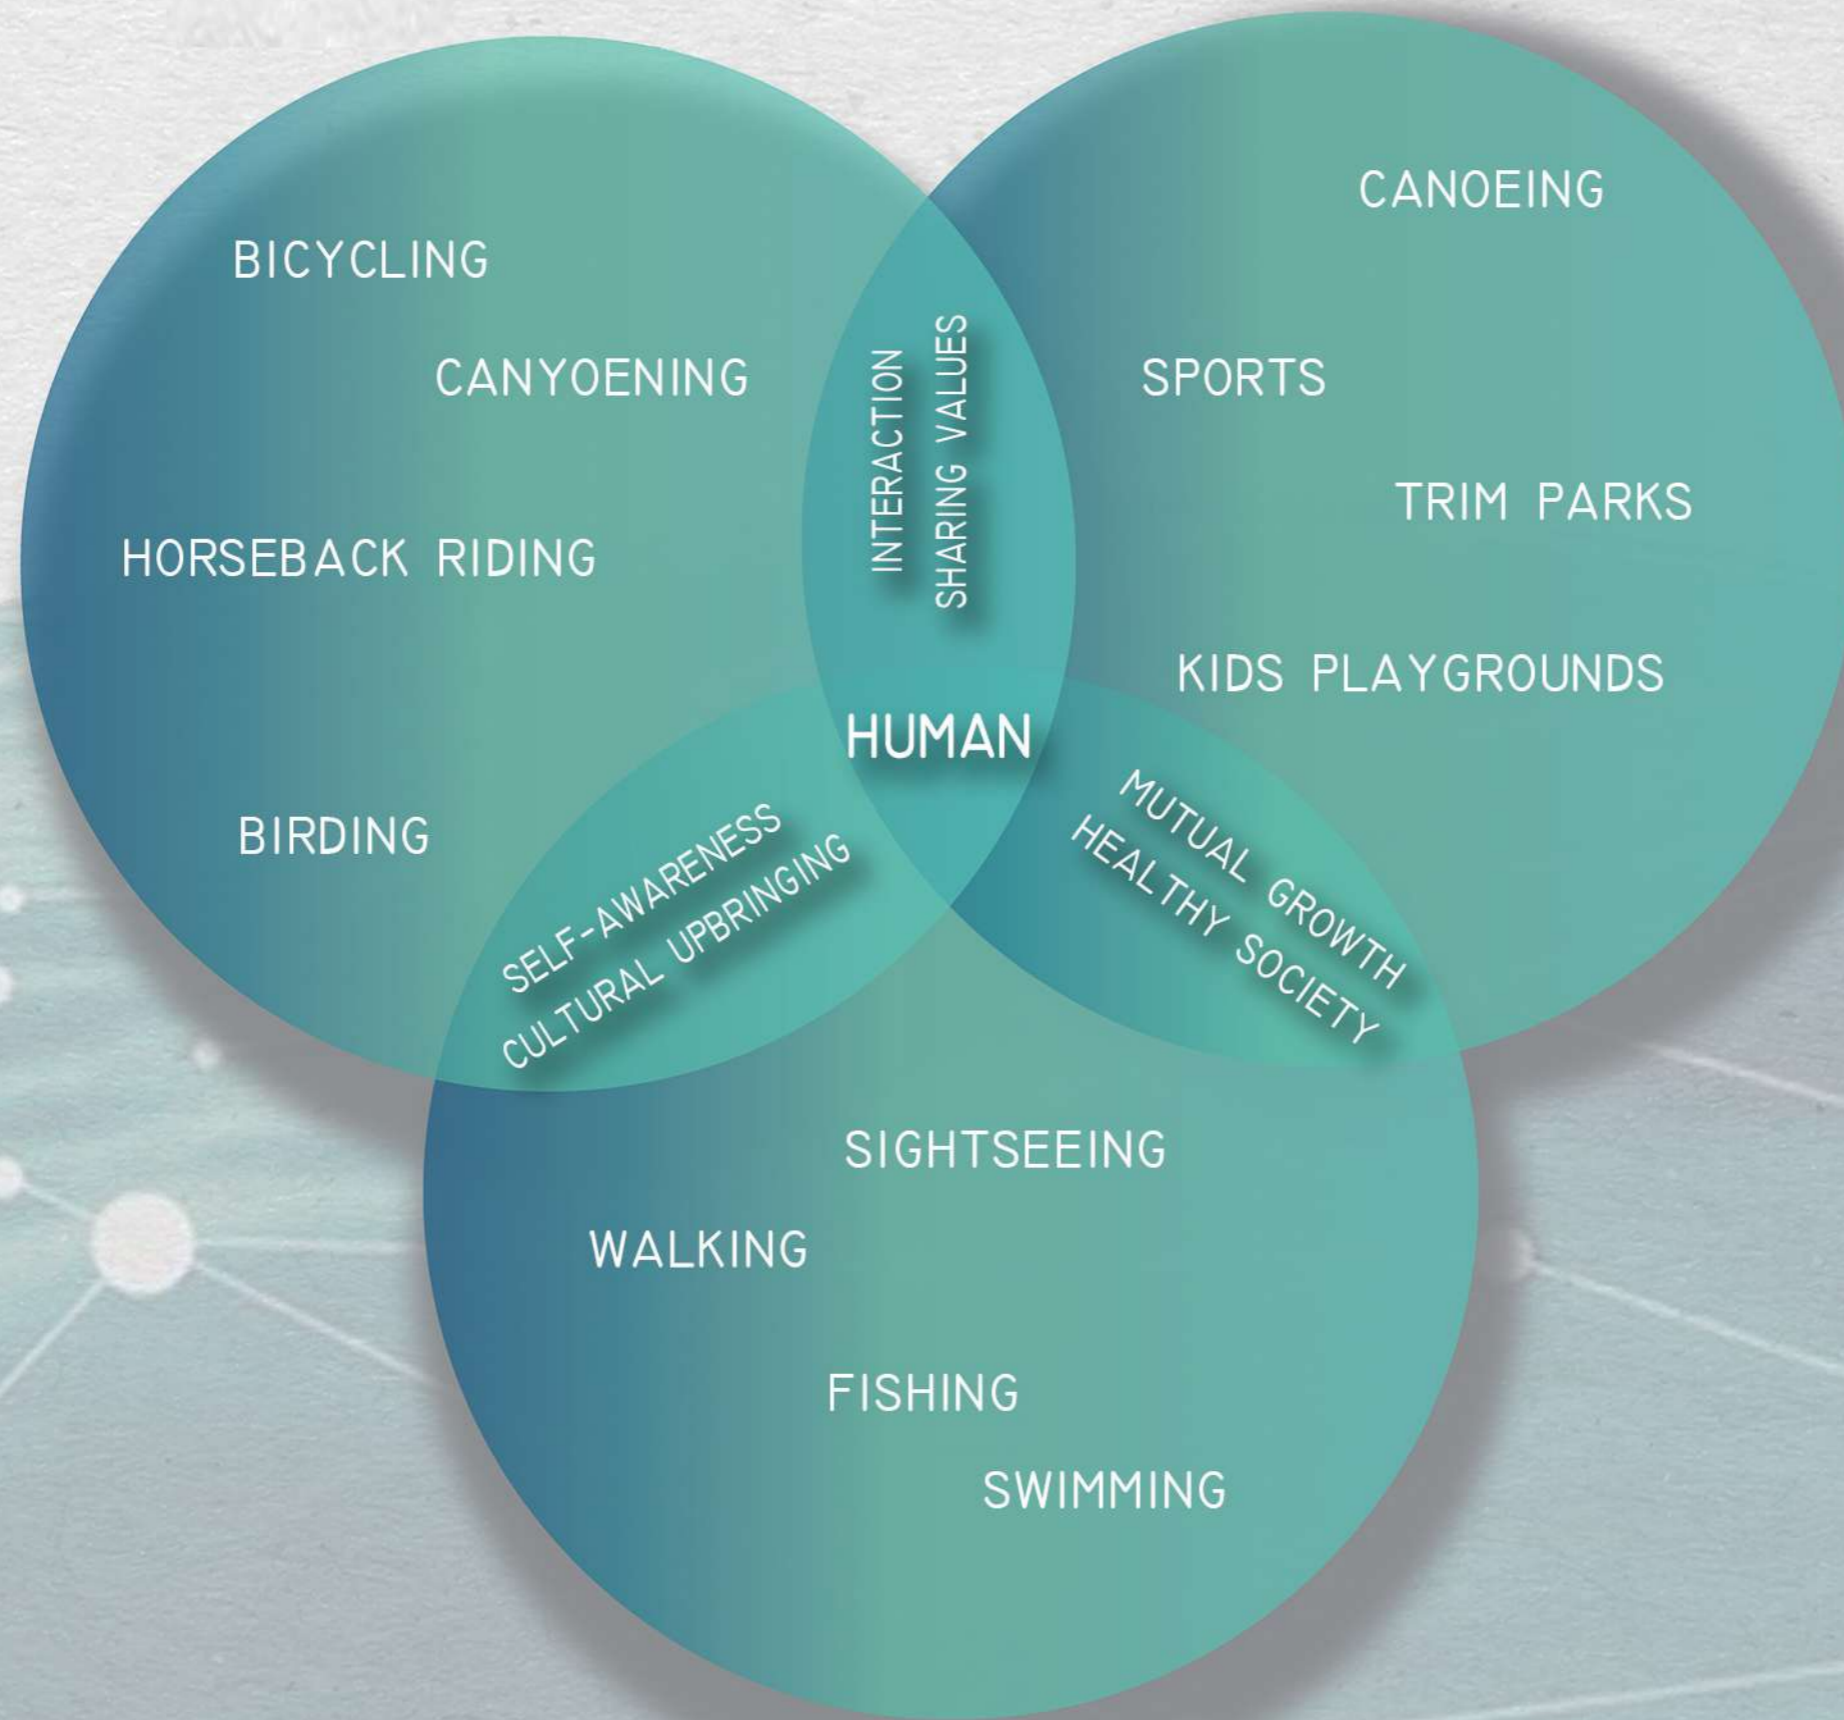 BICYCLING
CANYOENING
HORSEBACK RIDING
BIRDING
INTERACTION
SHARING VALUES
CANOEING
SPORTS
TRIM PARKS
KIDS PLAYGROUNDS
HUMAN
SELF-AWARENESS
CULTURAL UPBRINGING
MUTUAL GROWTH
HEALTHY SOCIETY
SIGHTSEEING
WALKING
FISHING
SWIMMING